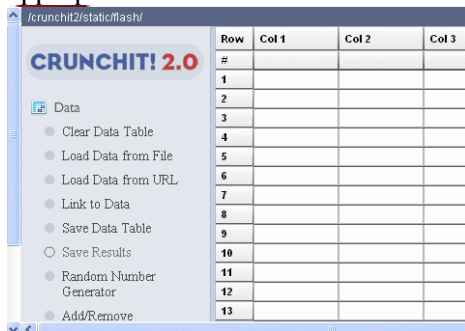 /crunchit2/static/flash/
CRUNCHIT! 2.0
Data
Clear Data Table
Load Data from File
Load Data from URL
Link to Data
Save Data Table
Save Results
Random Number
Generator
Add/Remove
Row Col 1 Col 2 Col 3
#
1
2
3
4
5
6
7
8
9
10
11
12
13